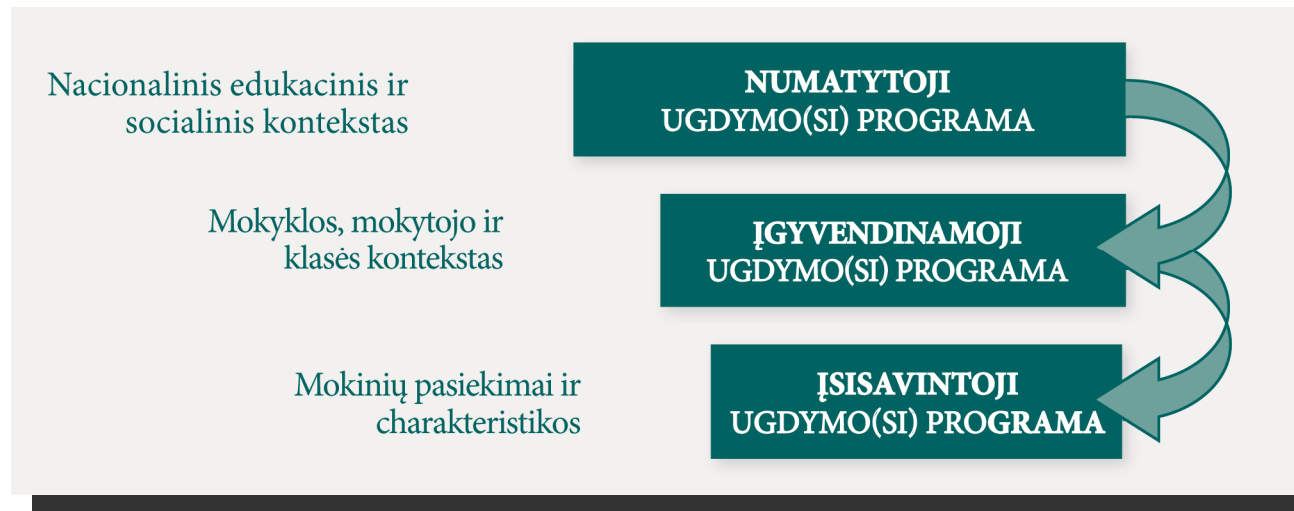 Nacionalinis edukacinis ir
socialinis kontekstas
NUMATYTOJI
UGDYMO(SI) PROGRAMA
Mokyklos, mokytojo ir
klasės kontekstas
ĮGYVENDINAMOJI
UGDYMO(SI) PROGRAMA
Mokinių pasiekimai ir
charakteristikos
ĮSISAVINTOJI
UGDYMO(SI) PROGRAMA